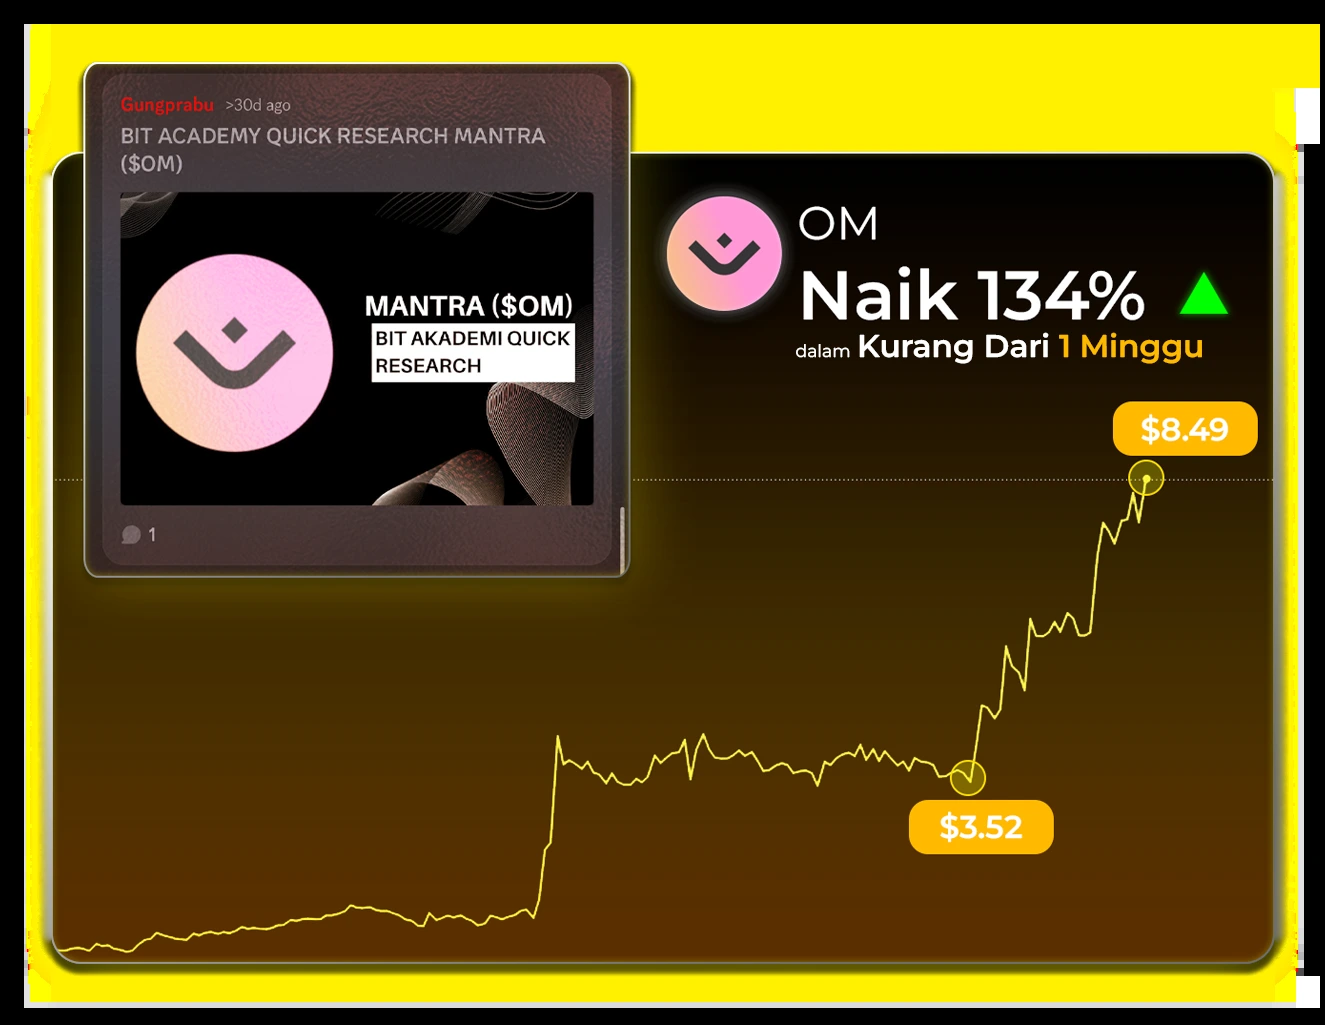 Gungprabu >30d ago
BIT ACADEMY QUICK RESEARCH MANTRA
($OM)
MANTRA ($OM)
BIT AKADEMI QUICK
RESEARCH
1
OM
Naik 134%
dalam Kurang Dari 1 Minggu
$8.49
$3.52